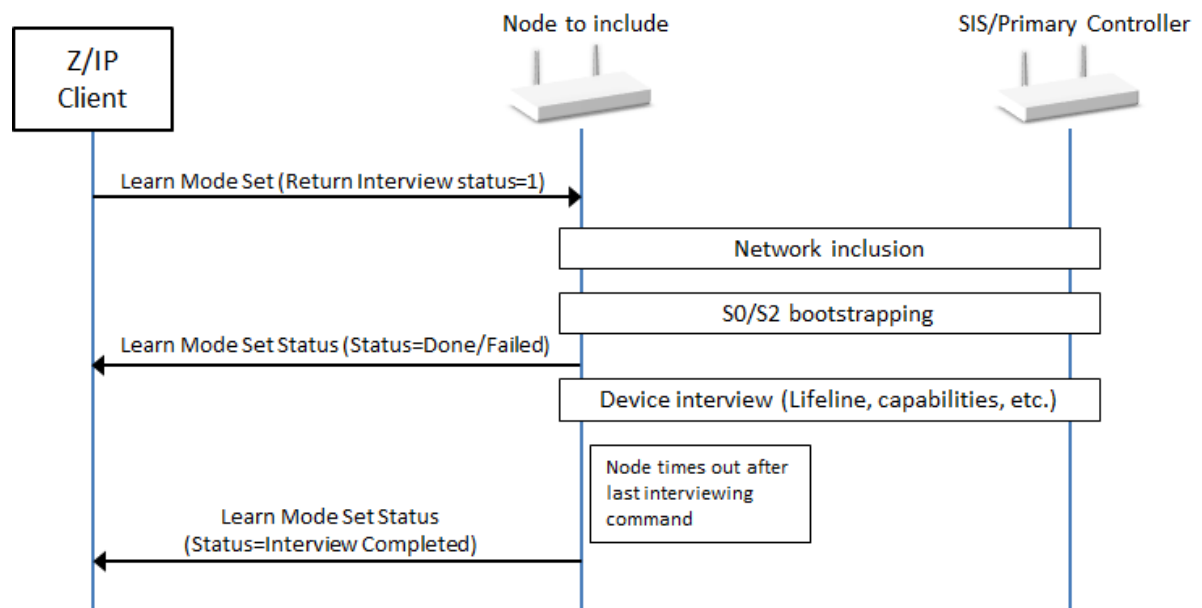 Node to include
SIS/Primary Controller
Z/IP
Client
Learn Mode Set (Return Interview status=1)
Network inclusion
S0/S2 bootstrapping
Learn Mode Set Status (Status=Done/Failed)
Device interview (Lifeline, capabilities, etc.)
Node times out after
last interviewing
command
Learn Mode Set Status
(Status=Interview Completed)